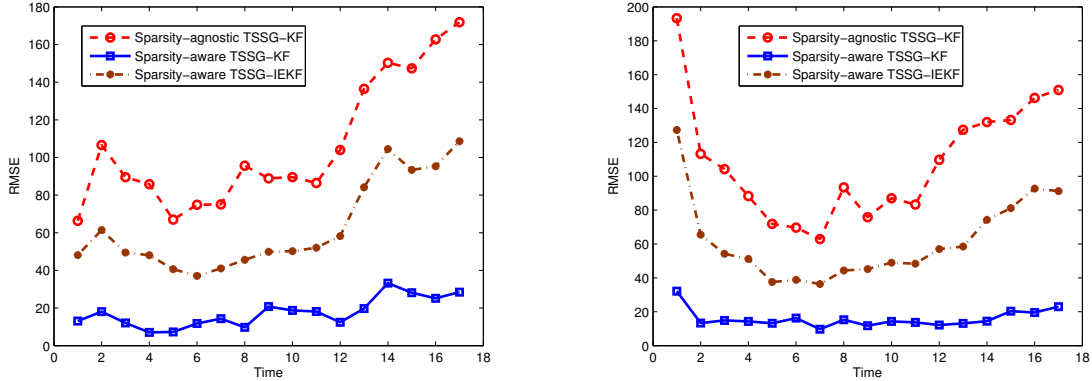 180
160
140
120
100
80
60
40
20
0
RMSE
Sparsity-agnostic TSSG-KF
Sparsity-aware TSSG-KF
Sparsity-aware TSSG-IEKF
0 2 4 6 8 10 12 14 16 18
Time
200
180
160
140
120
100
80
60
40
20
0
RMSE
Sparsity-agnostic TSSG-KF
Sparsity-aware TSSG-KF
Sparsity-aware TSSG-IEKF
0 2 4 6 8 10 12 14 16 18
Time